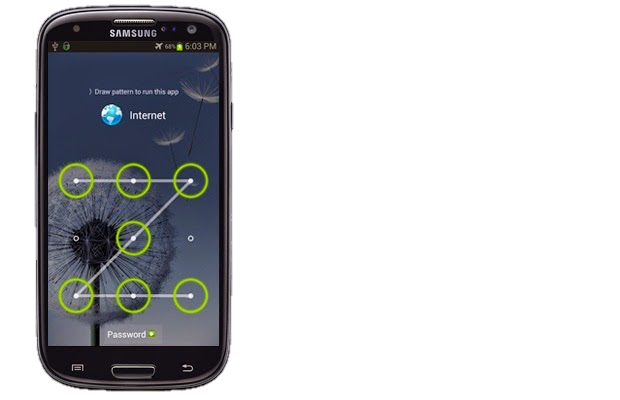 SAMSUNG
68% 6:03 PM
Draw pattern to run this app
Internet
Password